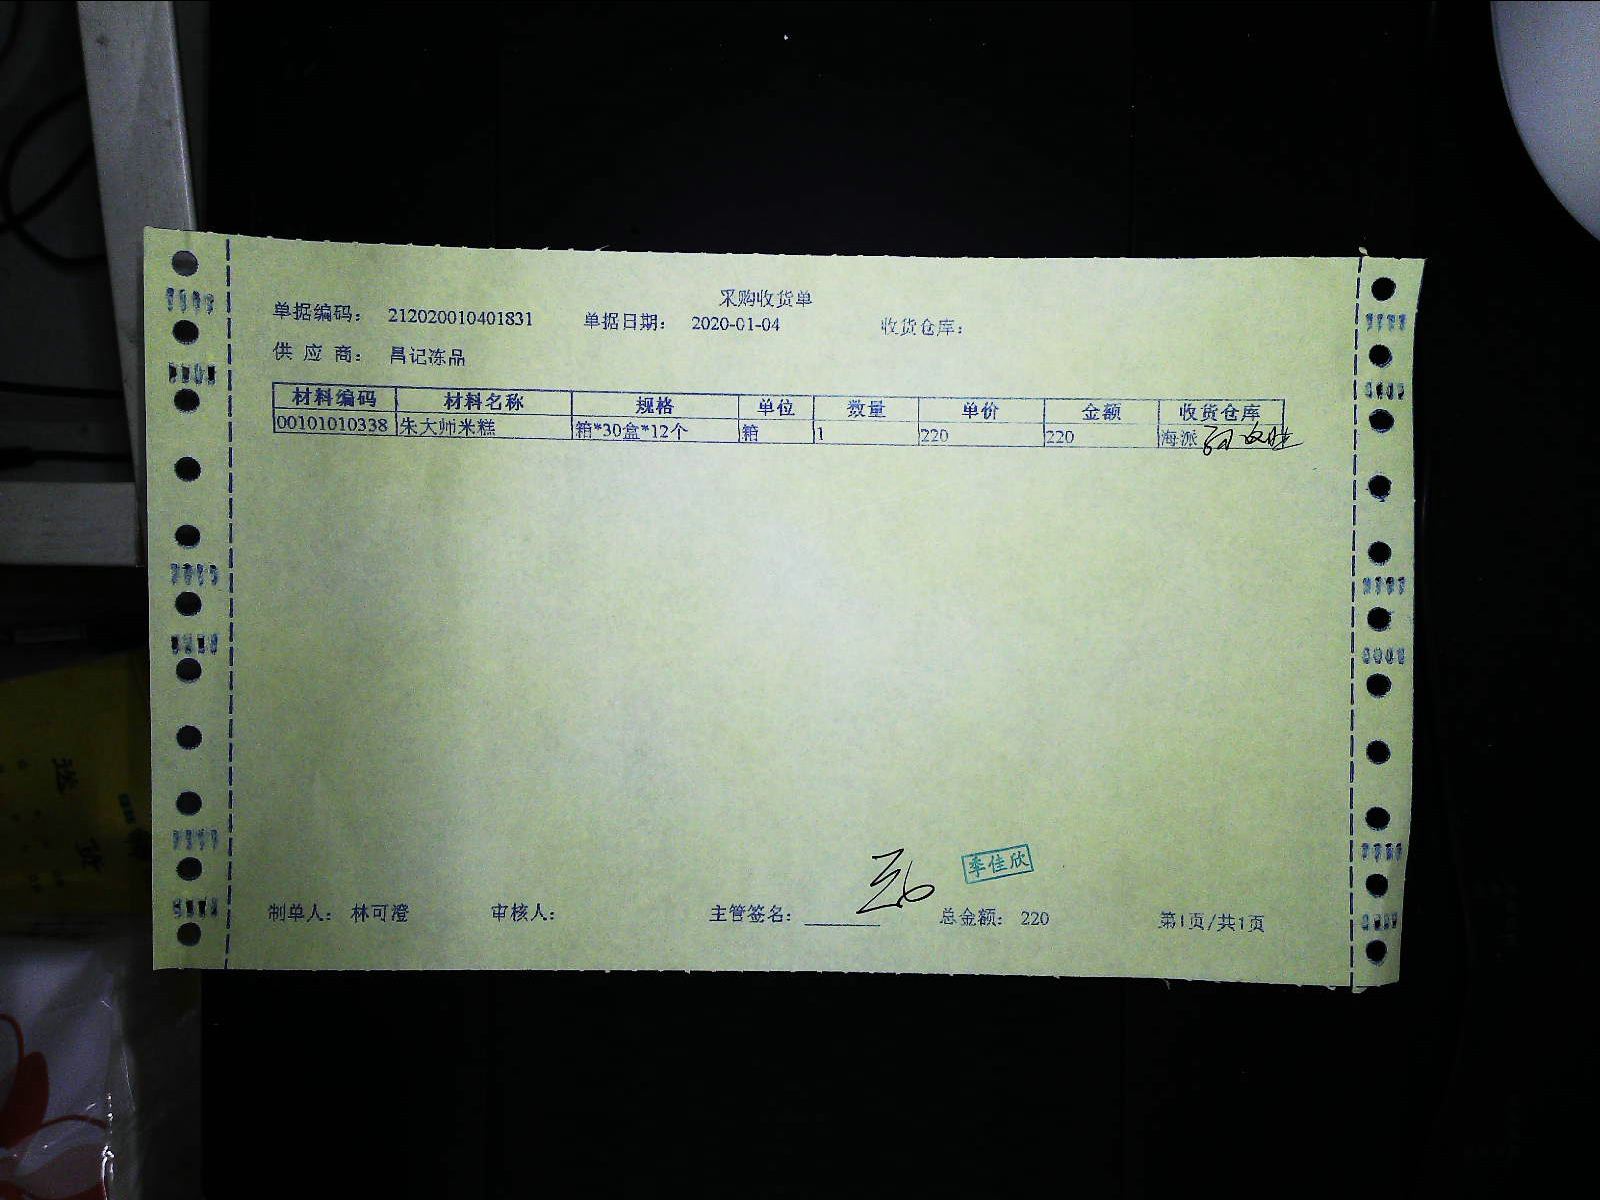 采购收货单
单据编码： 212020010401831 单据日期： 2020-01-04 收货仓库：
供 应 商： 昌记冻品
材料编码 材料名称 规格 单位 数量 单价 金额 收货仓库
00101010338 朱大师米糕 箱*30盒*12个 箱 1 220 220 海派
季佳欣
制单人： 林可澄 审核人： 主管签名： 总金额： 220 第1页/共1页
送
货